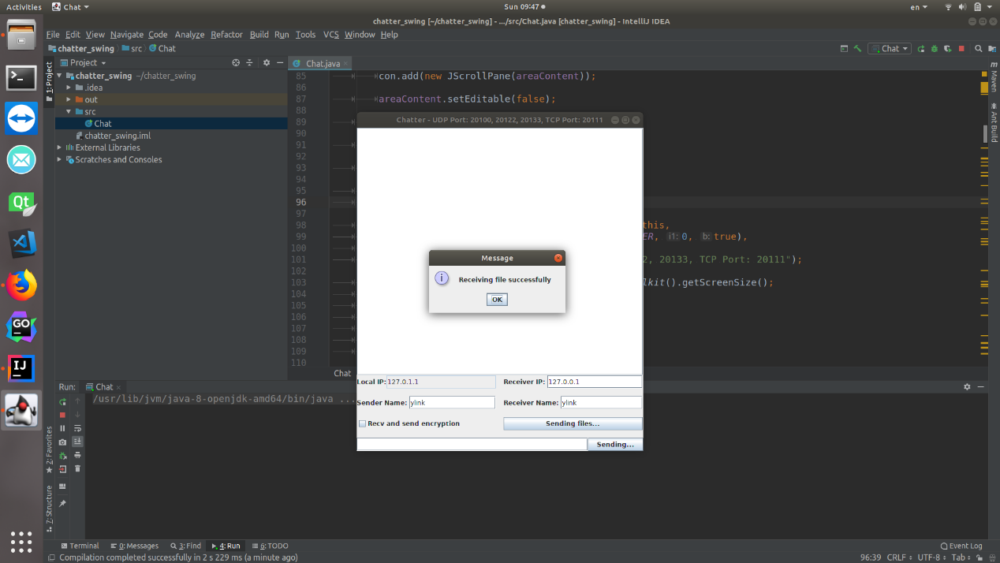 Activities Chat Sun 09:47 en
chatter_swing [~/chatter_swing] - .../src/Chat.java [chatter_swing] - IntelliJ IDEA
File Edit View Navigate Code Analyze Refactor Build Run Tools VCS Window Help
chatter_swing src Chat Chat
Project Chat.java
1: Project
Maven
Ant Build
chatter_swing ~/chatter_swing
.idea
out
src
Chat
chatter_swing.iml
External Libraries
Scratches and Consoles
85 con.add(new JScrollPane(areaContent));
86
87 areaContent.setEditable(false);
88
89
90
91
92
93
94
95
96
97
98 this,
99 ER, i1: 0, b: true),
100
101 2, 20133, TCP Port: 20111");
102
103 lkit().getScreenSize();
104
105
106
107
108
109
110
Chat
Chatter - UDP Port: 20100, 20122, 20133, TCP Port: 20111
Message
Receiving file successfully
OK
Local IP: 127.0.1.1 Receiver IP: 127.0.0.1
Sender Name: ylink Receiver Name: ylink
Recv and send encryption Sending files...
Sending...
Run: Chat
/usr/lib/jvm/java-8-openjdk-amd64/bin/java ...
2: Favorites
7: Structure
Qt
GO
IJ
Terminal 0: Messages 3: Find 4: Run 6: TODO Event Log
Compilation completed successfully in 2 s 229 ms (a minute ago) 96:39 CRLF UTF-8 Tab